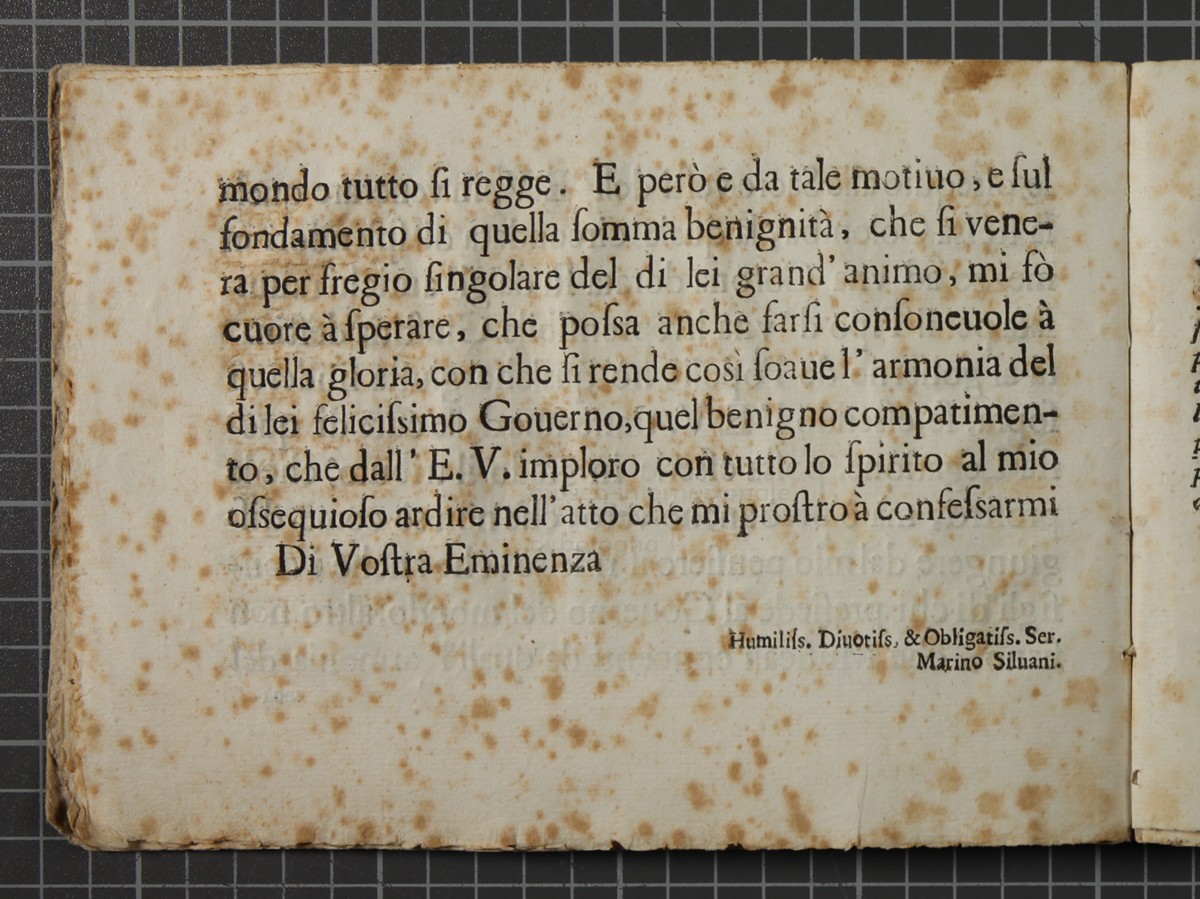 mondo tutto ſi regge. E però e da tale motiuo, e ſul
fondamento di quella ſomma benignità, che ſi vene-
ra per fregio ſingolare del di lei grand' animo, mi fò
cuore à ſperare, che poſsa anche farſi conſoneuole à
quella gloria, con che ſi rende così ſoaue l' armonia del
di lei feliciſsimo Gouerno, quel benigno compatimen-
to, che dall' E. V. imploro con tutto lo ſpirito al mio
oſsequioſo ardire nell' atto che mi proſtro à confeſsarmi
Di Voſtra Eminenza
Humiliſs. Diuotiſs, & Obligatiſs. Ser.
Marino Siluani.